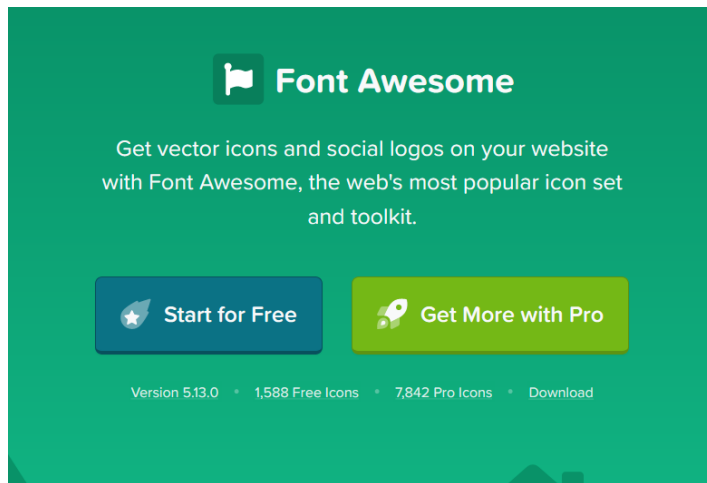 Font Awesome
Get vector icons and social logos on your website
with Font Awesome, the web's most popular icon set
and toolkit.
Start for Free
Get More with Pro
Version 5.13.0 • 1,588 Free Icons • 7,842 Pro Icons • Download